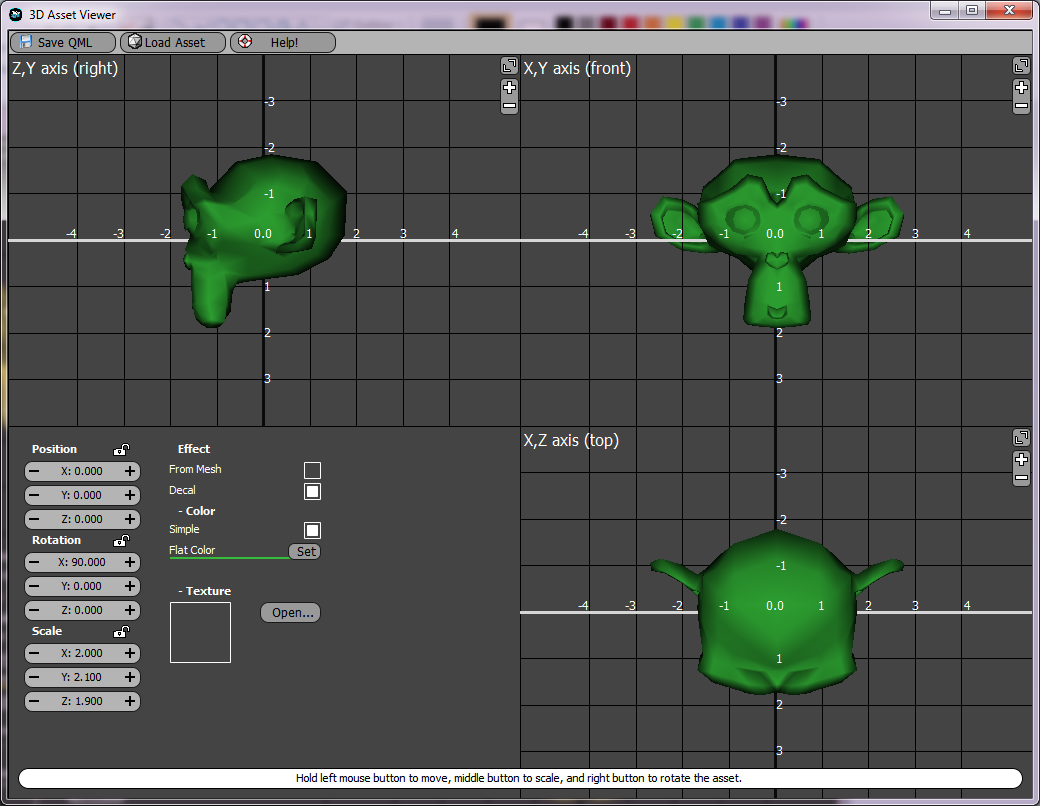 3D Asset Viewer
Save QML
Load Asset
Help!
Z,Y axis (right)
-3
-2
-1
-4 -3 -2 -1 0.0 1 2 3 4
1
2
3
X,Y axis (front)
-3
-2
-1
-4 -3 -2 -1 0.0 1 2 3 4
1
2
3
Position
X: 0.000
Y: 0.000
Z: 0.000
Rotation
X: 90.000
Y: 0.000
Z: 0.000
Scale
X: 2.000
Y: 2.100
Z: 1.900
Effect
From Mesh
Decal
- Color
Simple
Flat Color
Set
- Texture
Open...
X,Z axis (top)
-3
-2
-1
-4 -3 -2 -1 0.0 1 2 3 4
1
2
3
Hold left mouse button to move, middle button to scale, and right button to rotate the asset.